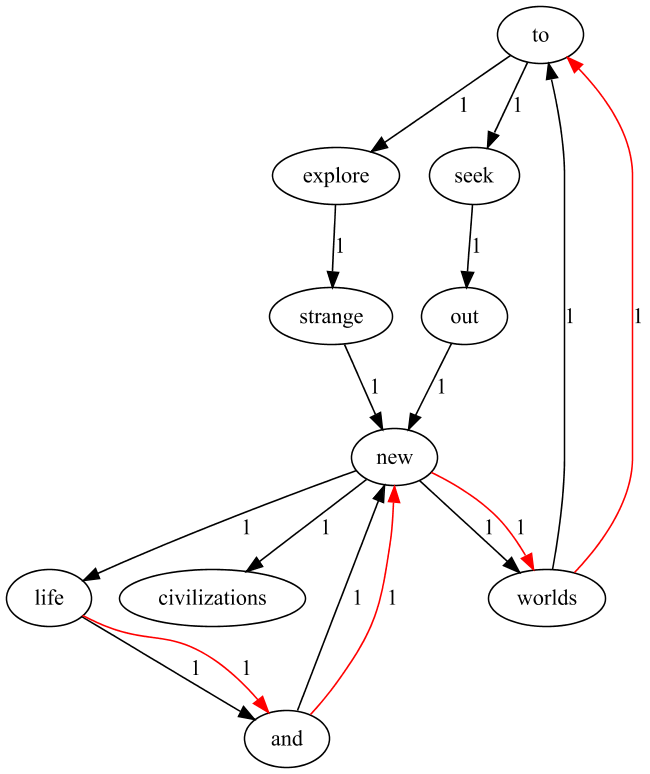 to
1 1
explore seek
1 1
strange out
1 1
new
1 1 1 1 1 1
life civilizations worlds
1 1 1 1
and